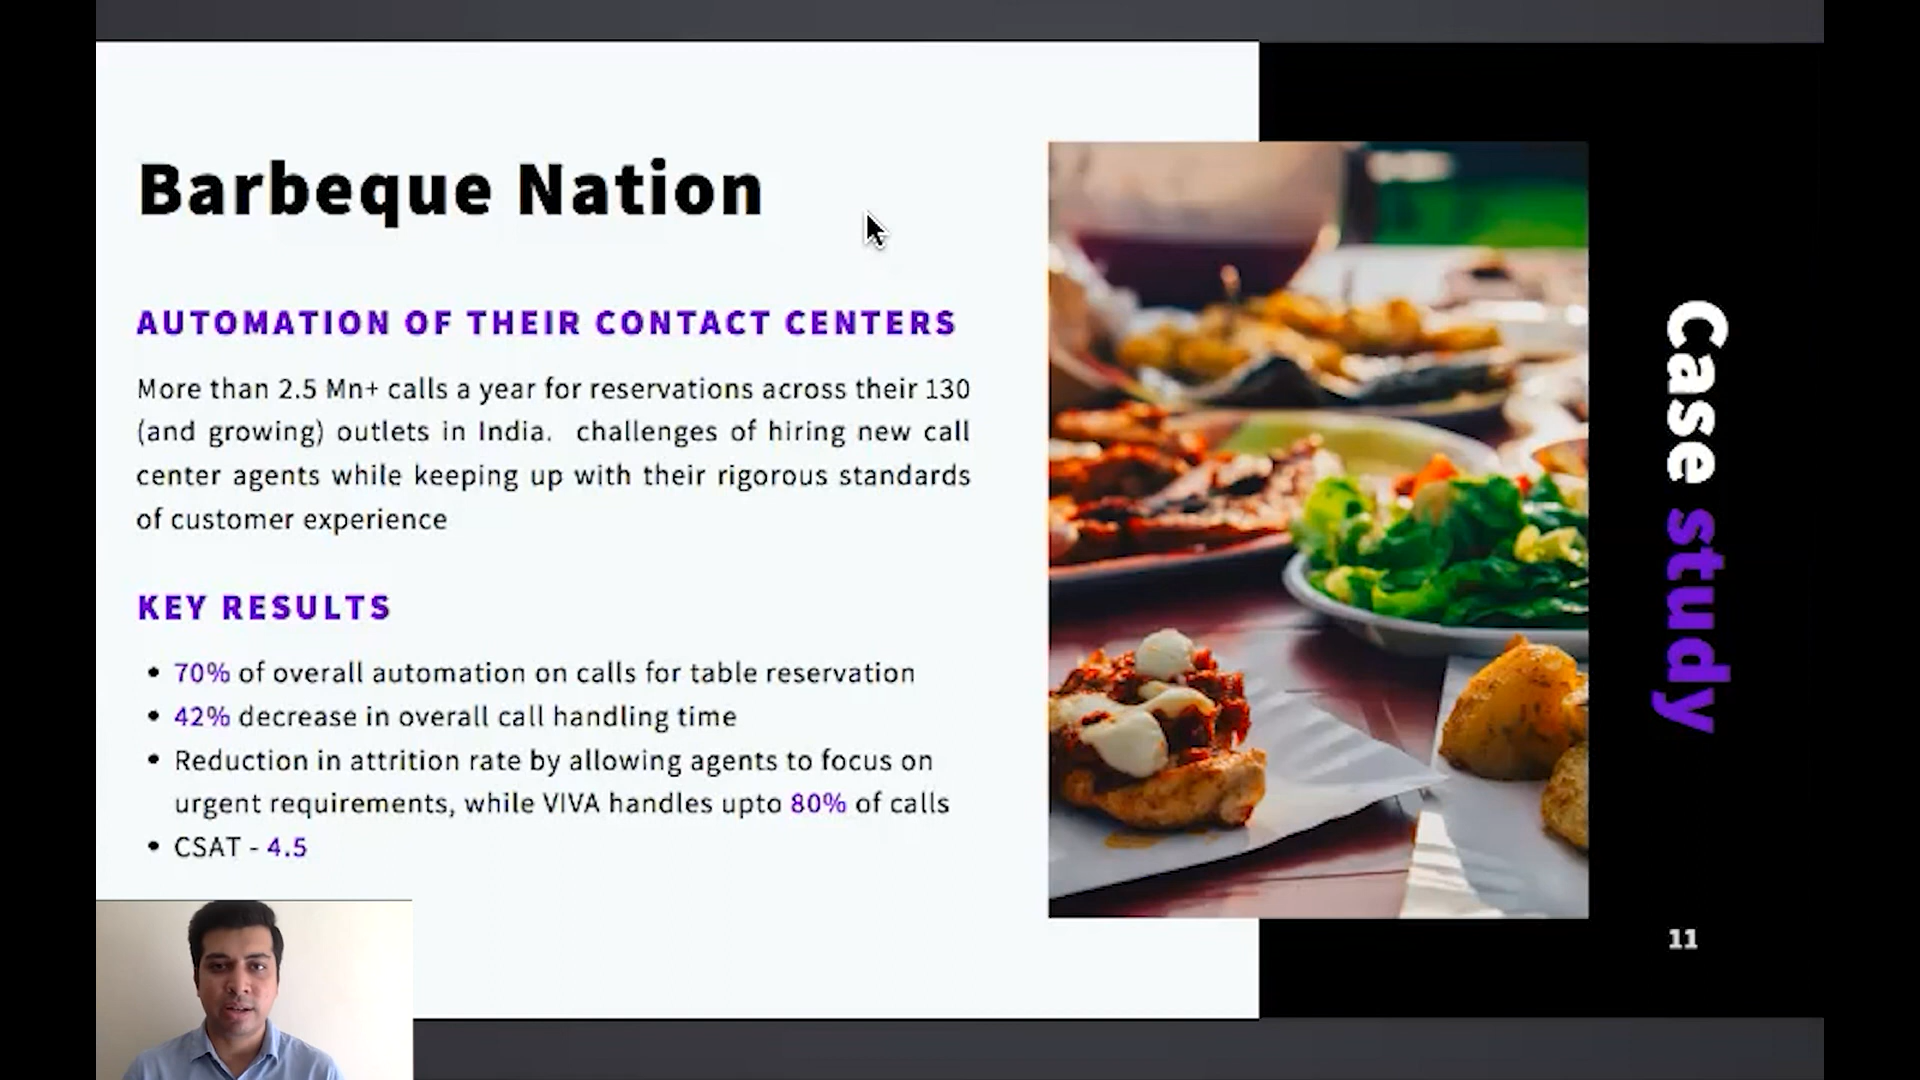 Barbeque Nation
AUTOMATION OF THEIR CONTACT CENTERS
More than 2.5 Mn+ calls a year for reservations across their 130
(and growing) outlets in India. challenges of hiring new call
center agents while keeping up with their rigorous standards
of customer experience
KEY RESULTS
• 70% of overall automation on calls for table reservation
• 42% decrease in overall call handling time
• Reduction in attrition rate by allowing agents to focus on
urgent requirements, while VIVA handles upto 80% of calls
• CSAT - 4.5
Case study
11